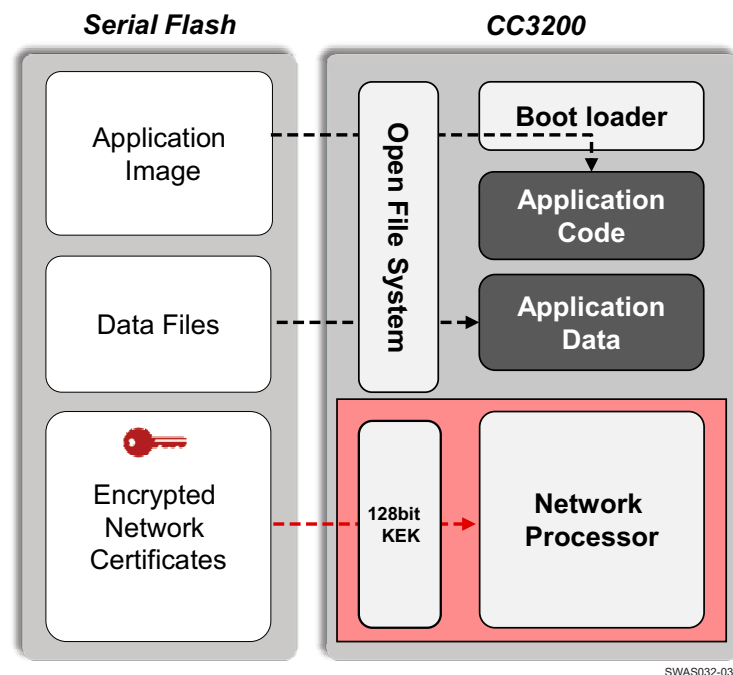 Serial Flash
CC3200
Application
Image
Data Files
Encrypted
Network
Certificates
Open File System
Boot loader
Application
Code
Application
Data
128bit
KEK
Network
Processor
SWAS032-03